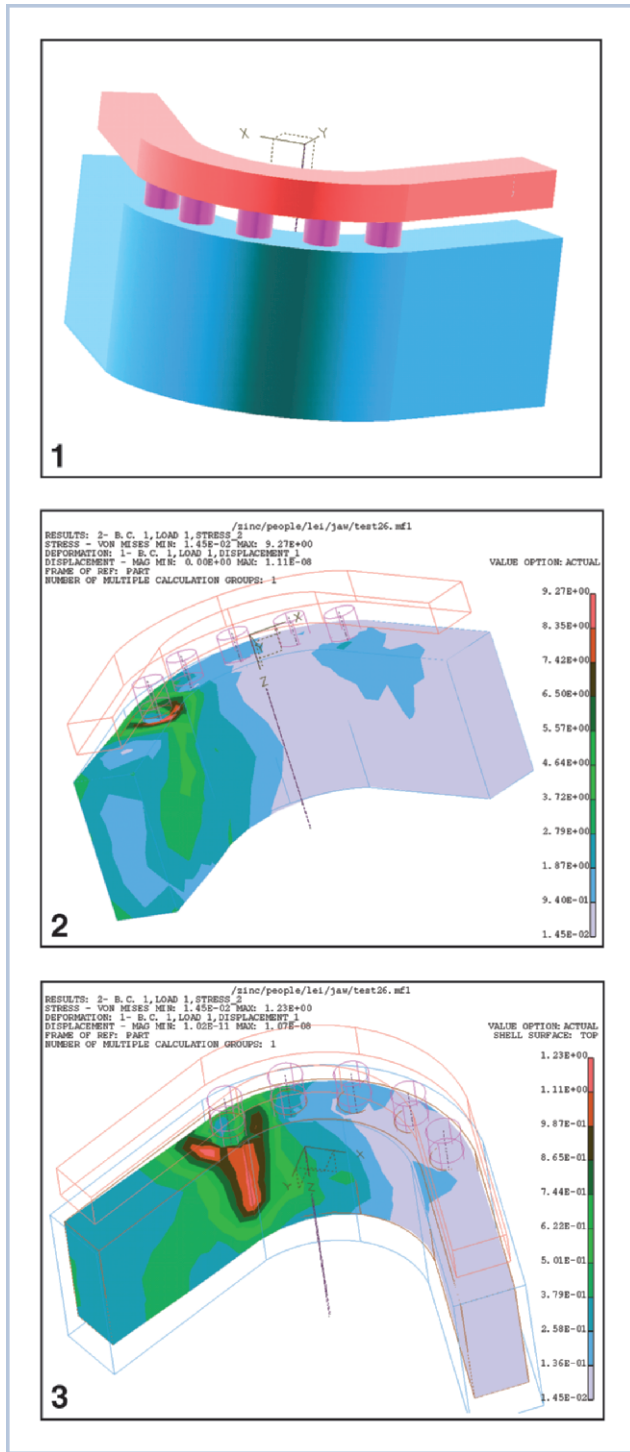 X
Y
1
/zinc/people/lei/jaw/test26.mf1
RESULTS: 2- B.C. 1,LOAD 1,STRESS_2
STRESS - VON MISES MIN: 1.45E-02 MAX: 9.27E+00
DEFORMATION: 1- B.C. 1,LOAD 1,DISPLACEMENT_1
DISPLACEMENT - MAG MIN: 0.00E+00 MAX: 1.11E-08
FRAME OF REF: PART
NUMBER OF MULTIPLE CALCULATION GROUPS: 1
VALUE OPTION:ACTUAL
9.27E+00
8.35E+00
7.42E+00
6.50E+00
5.57E+00
4.64E+00
3.72E+00
2.79E+00
1.87E+00
9.40E-01
1.45E-02
X
Y
Z
2
/zinc/people/lei/jaw/test26.mf1
RESULTS: 2- B.C. 1,LOAD 1,STRESS_2
STRESS - VON MISES MIN: 1.45E-02 MAX: 1.23E+00
DEFORMATION: 1- B.C. 1,LOAD 1,DISPLACEMENT_1
DISPLACEMENT - MAG MIN: 1.02E-11 MAX: 1.07E-08
FRAME OF REF: PART
NUMBER OF MULTIPLE CALCULATION GROUPS: 1
VALUE OPTION:ACTUAL
SHELL SURFACE: TOP
1.23E+00
1.11E+00
9.87E-01
8.65E-01
7.44E-01
6.22E-01
5.01E-01
3.79E-01
2.58E-01
1.36E-01
1.45E-02
X
Y
Z
3